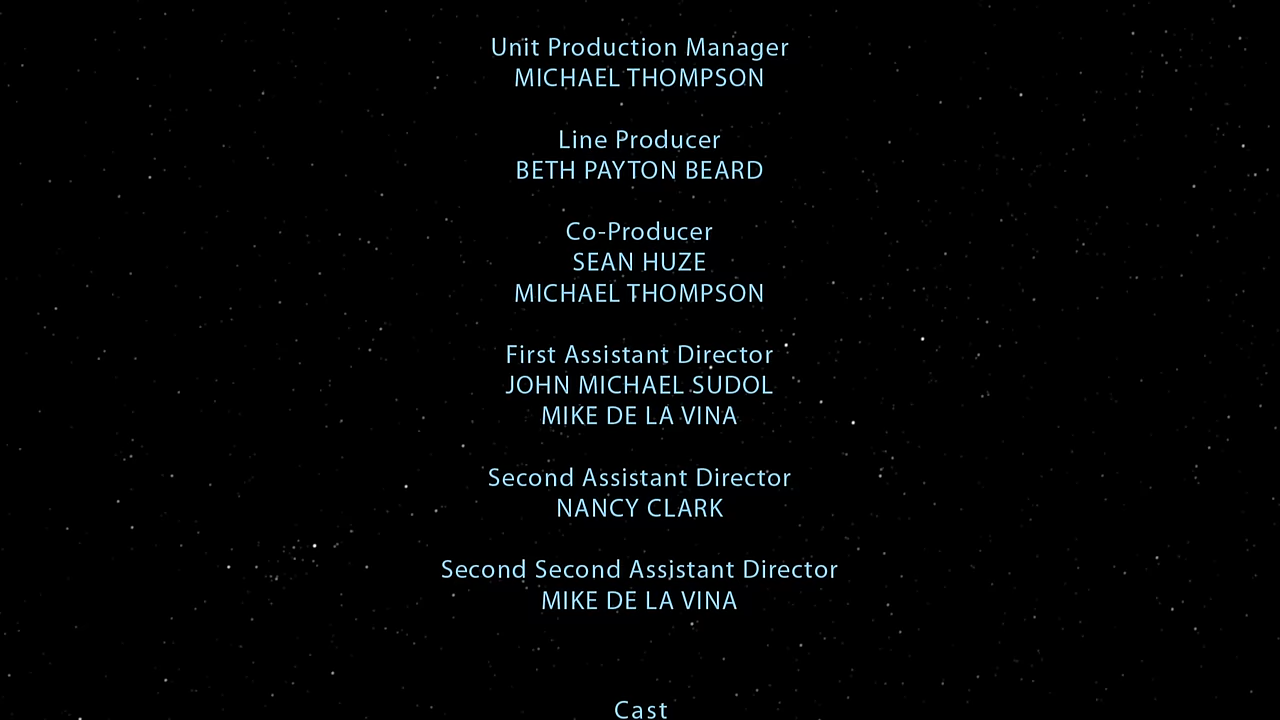 Unit Production Manager
MICHAEL THOMPSON
Line Producer
BETH PAYTON BEARD
Co-Producer
SEAN HUZE
MICHAEL THOMPSON
First Assistant Director
JOHN MICHAEL SUDOL
MIKE DE LA VINA
Second Assistant Director
NANCY CLARK
Second Second Assistant Director
MIKE DE LA VINA
Cast